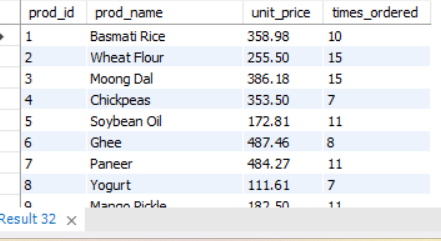 prod_id prod_name unit_price times_ordered
1 Basmati Rice 358.98 10
2 Wheat Flour 255.50 15
3 Moong Dal 386.18 15
4 Chickpeas 353.50 7
5 Soybean Oil 172.81 11
6 Ghee 487.46 8
7 Paneer 484.27 11
8 Yogurt 111.61 7
9 Mango Pickle 182.50 11
Result 32